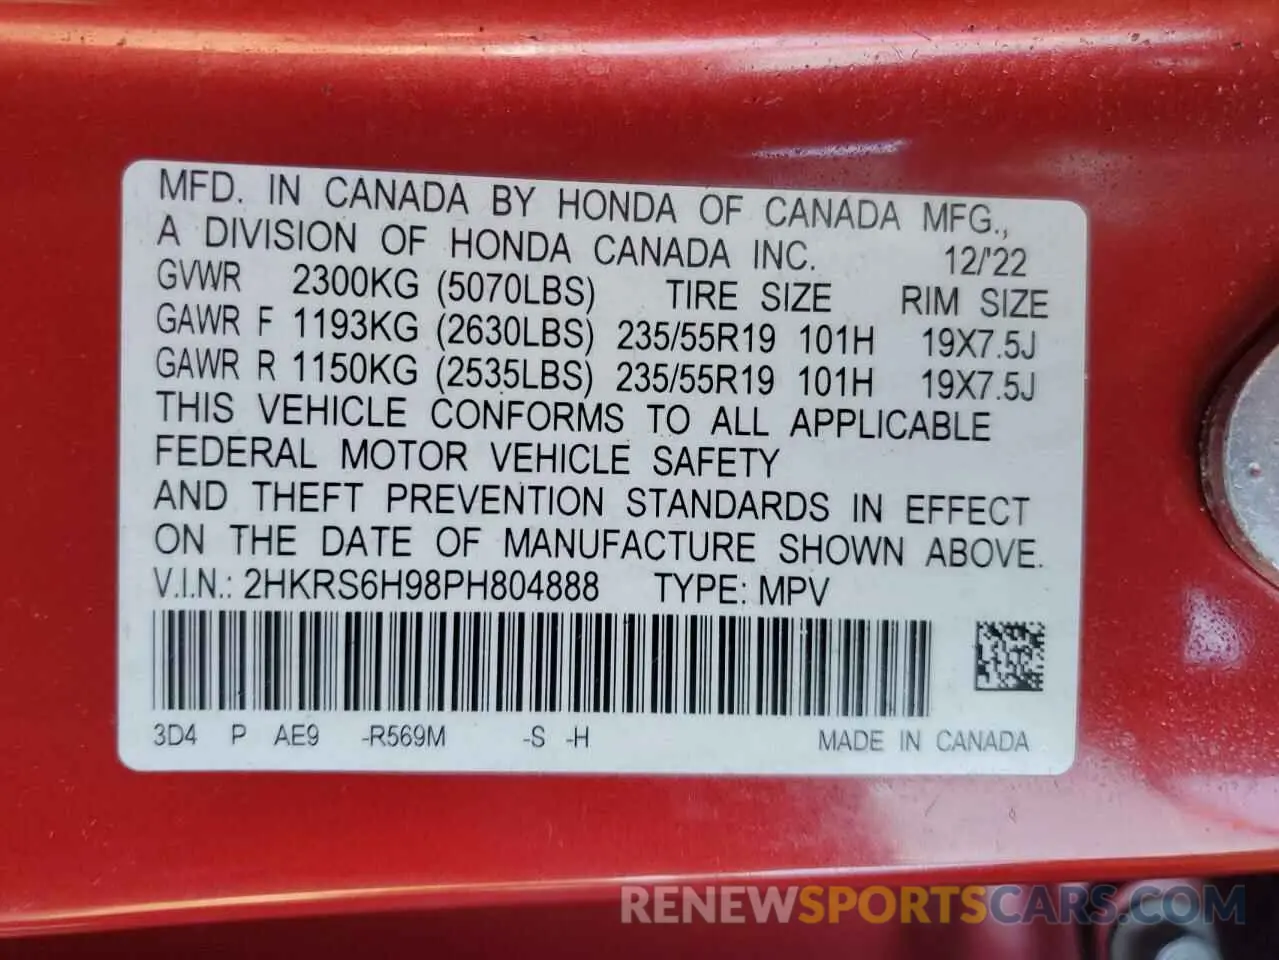 MFD. IN CANADA BY HONDA OF CANADA MFG.,
A DIVISION OF HONDA CANADA INC. 12/'22
GVWR 2300KG (5070LBS) TIRE SIZE RIM SIZE
GAWR F 1193KG (2630LBS) 235/55R19 101H 19X7.5J
GAWR R 1150KG (2535LBS) 235/55R19 101H 19X7.5J
THIS VEHICLE CONFORMS TO ALL APPLICABLE
FEDERAL MOTOR VEHICLE SAFETY
AND THEFT PREVENTION STANDARDS IN EFFECT
ON THE DATE OF MANUFACTURE SHOWN ABOVE.
V.I.N.: 2HKRS6H98PH804888 TYPE: MPV
3D4 P AE9 -R569M -S -H MADE IN CANADA
RENEWSPORTSCARS.COM